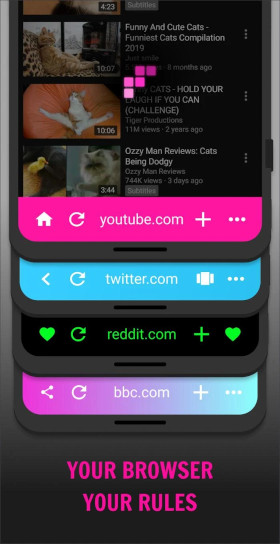 4:23
Subtitles
Funny And Cute Cats -
Funniest Cats Compilation
2019
Just smile
8 months ago
10:07
CATS - HOLD YOUR
LAUGH IF YOU CAN
(CHALLENGE)
Tiger Productions
11M views · 2 years ago
10:06
Ozzy Man Reviews: Cats
Being Dodgy
Ozzy Man Reviews
744K views · 3 days ago
3:44
Subtitles
youtube.com
twitter.com
reddit.com
bbc.com
YOUR BROWSER
YOUR RULES